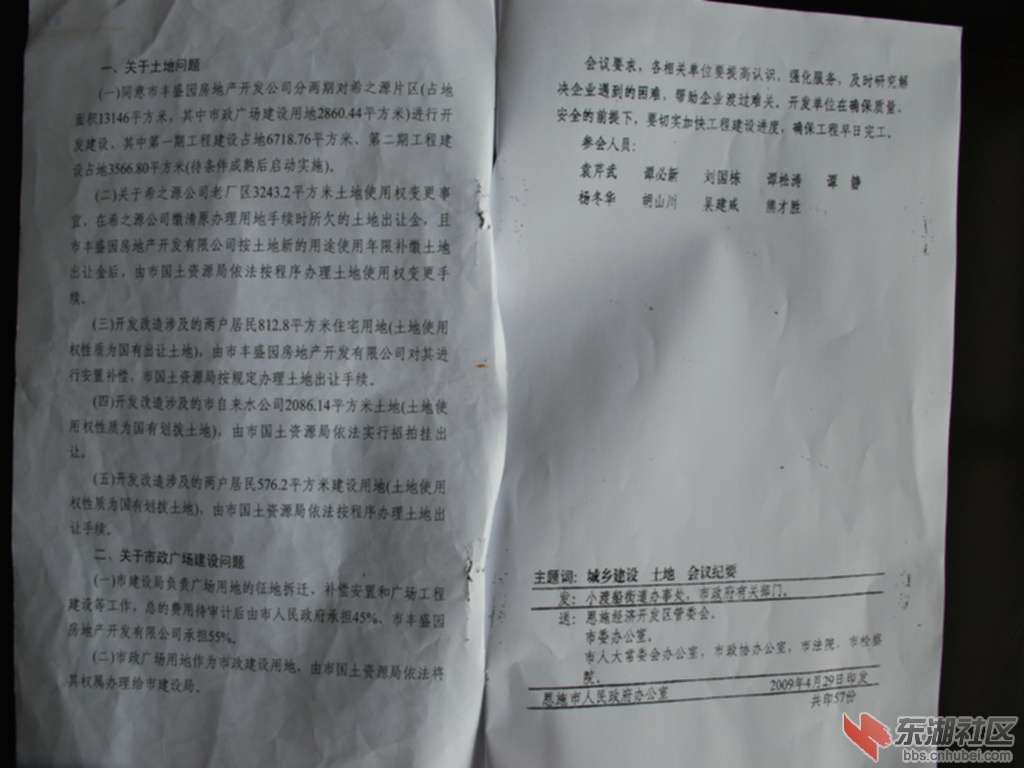 一、关于土地问题
(一)同意市丰盛园房地产开发公司分两期对希之源片区(占地
面积13146平方米，其中市政广场建设用地2860.44平方米)进行开
发建设，其中第一期工程建设占地6718.76平方米、第二期工程建
设占地3566.80平方米(待条件成熟后启动实施)。
(二)关于希之源公司老厂区3243.2平方米土地使用权变更事
宜，在希之源公司缴清原办理用地手续时所欠的土地出让金，且
市丰盛园房地产开发有限公司按土地新的用途使用年限补缴土地
出让金后，由市国土资源局依法按程序办理土地使用权变更手
续。
(三)开发改造涉及的两户居民812.8平方米住宅用地(土地使用
权性质为国有出让土地)，由市丰盛园房地产开发有限公司对其进
行安置补偿，市国土资源局按规定办理土地出让手续。
(四)开发改造涉及的市自来水公司2086.14平方米土地(土地使
用权性质为国有划拨土地)，由市国土资源局依法实行招拍挂出
让。
(五)开发改造涉及的两户居民576.2平方米建设用地(土地使用
权性质为国有划拨土地)，由市国土资源局依法按程序办理土地出
让手续。
二、关于市政广场建设问题
(一)市建设局负责广场用地的征地拆迁、补偿安置和广场工程
建设等工作，总的费用待审计后由市人民政府承担45%、市丰盛园
房地产开发有限公司承担55%。
(二)市政广场用地作为市政建设用地，由市国土资源局依法将
其权属办理给市建设局。
会议要求，各相关单位要提高认识，强化服务，及时研究解
决企业遇到的困难，帮助企业渡过难关。开发单位在确保质量、
安全的前提下，要切实加快工程建设进度，确保工程早日完工。
参会人员：
袁芹武 谭必新 刘国栋 谭松涛 谭静
杨冬华 胡山川 吴建威 熊才胜
主题词：城乡建设 土地 会议纪要
发：小渡船街道办事处，市政府有关部门。
送：恩施经济开发区管委会。
市委办公室。
市人大常委会办公室，市政协办公室，市法院，市检察
院。
恩施市人民政府办公室 2009年4月29日印发
共印57份
东湖社区
bbs.cnhubei.com